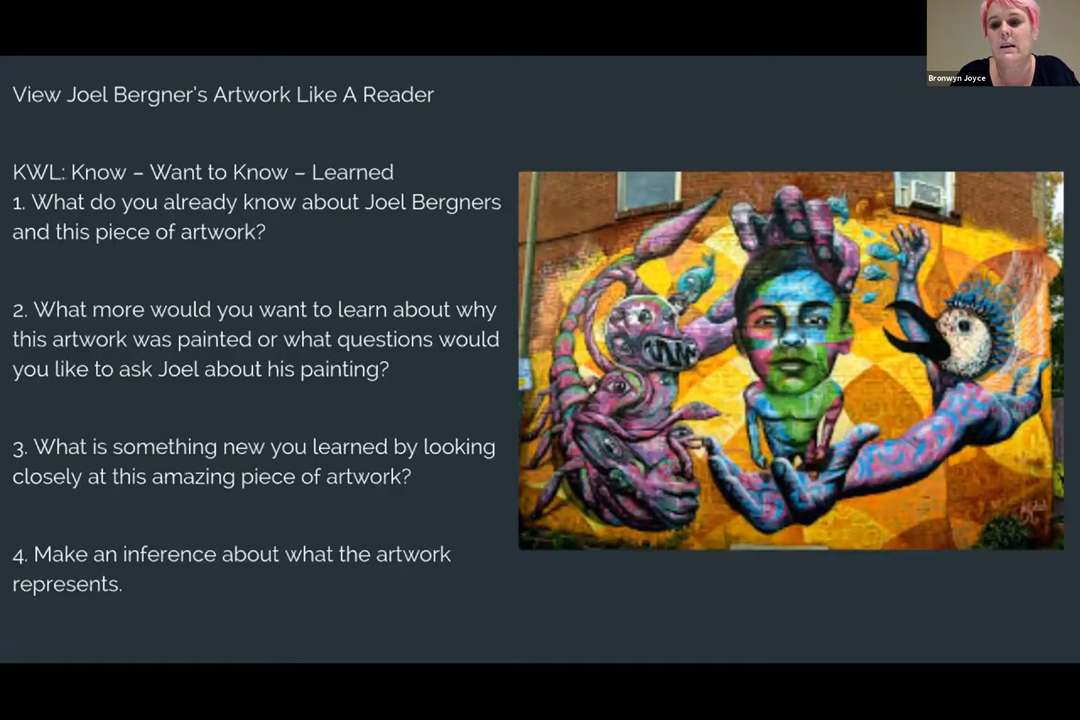 Bronwyn Joyce
View Joel Bergner's Artwork Like A Reader
KWL: Know – Want to Know – Learned
1. What do you already know about Joel Bergners
and this piece of artwork?
2. What more would you want to learn about why
this artwork was painted or what questions would
you like to ask Joel about his painting?
3. What is something new you learned by looking
closely at this amazing piece of artwork?
4. Make an inference about what the artwork
represents.